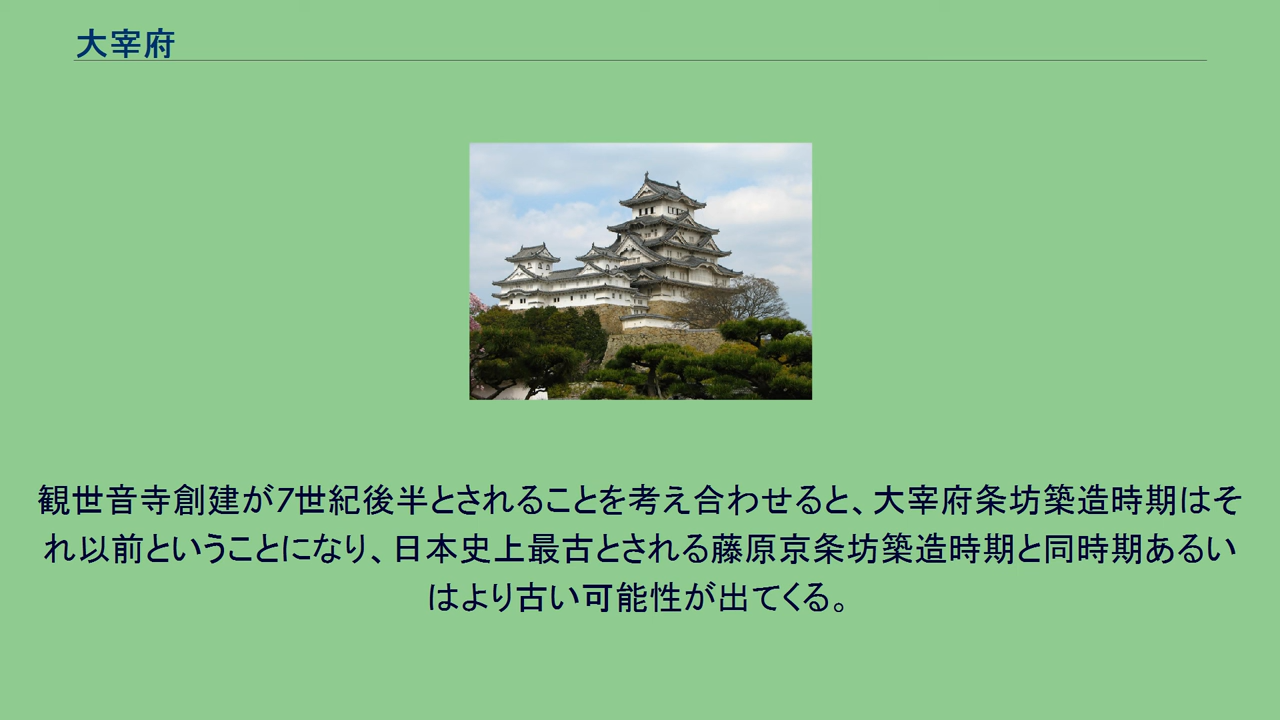 大宰府
観世音寺創建が7世紀後半とされることを考え合わせると、大宰府条坊築造時期はそ
れ以前ということになり、日本史上最古とされる藤原京条坊築造時期と同時期あるい
はより古い可能性が出てくる。